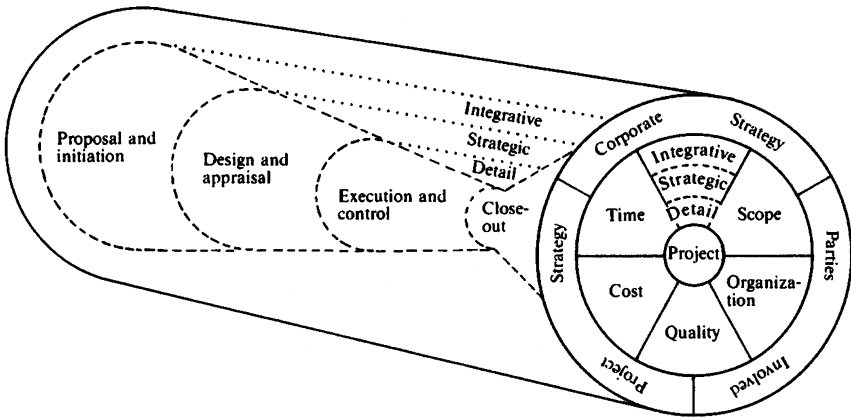 Proposal and
initiation
Design and
appraisal
Execution and
control
Close-
out
Integrative
Strategic
Detail
Corporate Strategy
Parties Involved
Project Strategy
Integrative
Strategic
Detail
Time
Scope
Project
Cost
Organiza-
tion
Quality